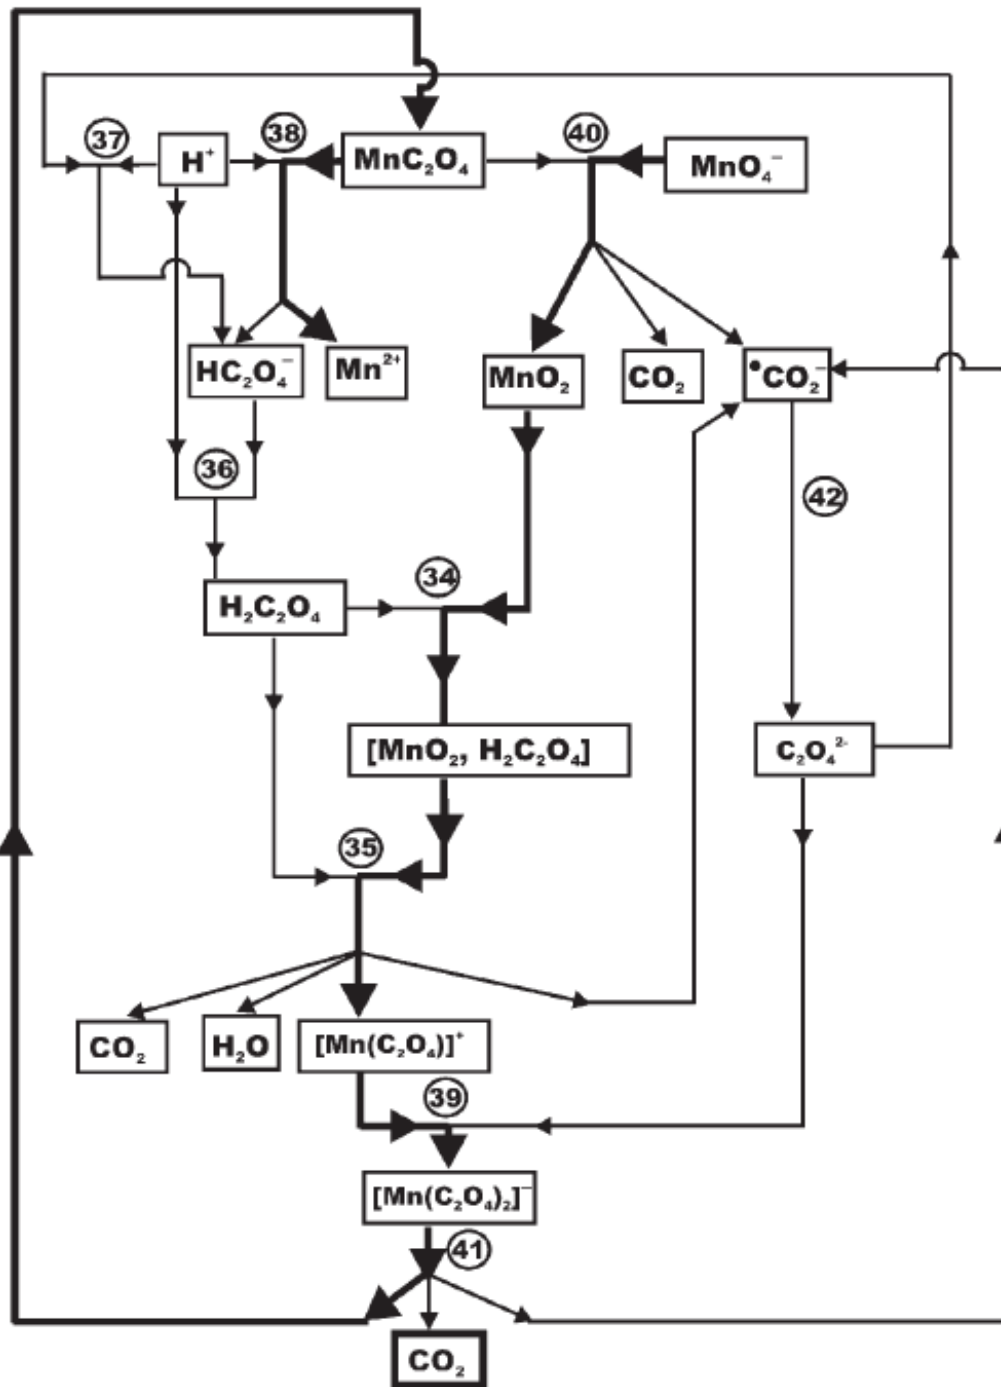 37
H⁺
38
MnC₂O₄
40
MnO₄⁻
HC₂O₄⁻
Mn²⁺
MnO₂
CO₂
•CO₂⁻
36
42
34
H₂C₂O₄
[MnO₂, H₂C₂O₄]
C₂O₄²⁻
35
CO₂
H₂O
[Mn(C₂O₄)]⁺
39
[Mn(C₂O₄)₂]⁻
41
CO₂